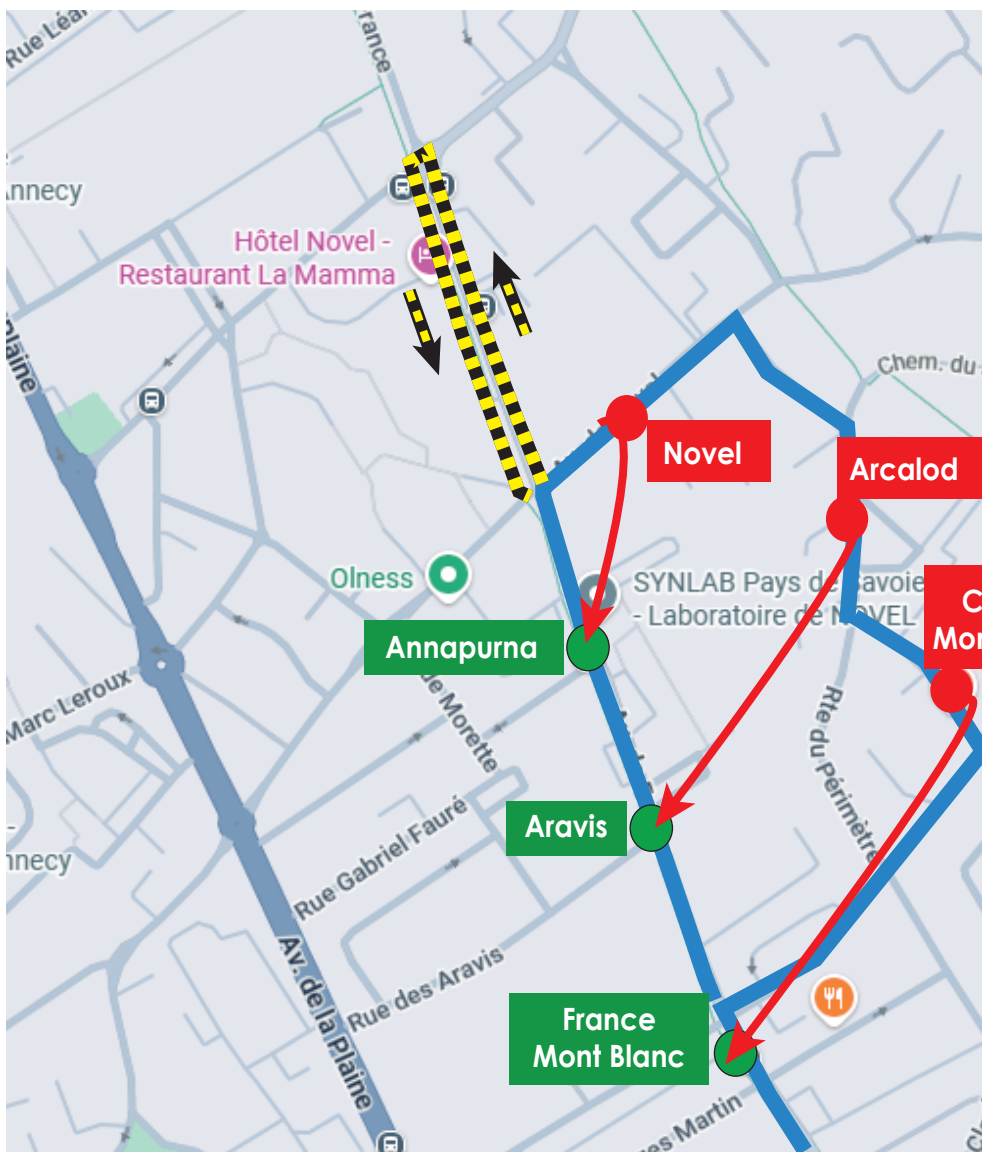 Rue Léa
rance
Annecy
Hôtel Novel -
Restaurant La Mamma
Plaine
Chem. du
Novel
Arcalod
Olness
SYNLAB Pays de Savoie
- Laboratoire de NOVEL
C
Mon
Annapurna
de Morette
Marc Leroux
Rte du Périmètre
Aravis
Rue Gabriel Fauré
nnecy
Av. de la Plaine
Rue des Aravis
France
Mont Blanc
es Martin